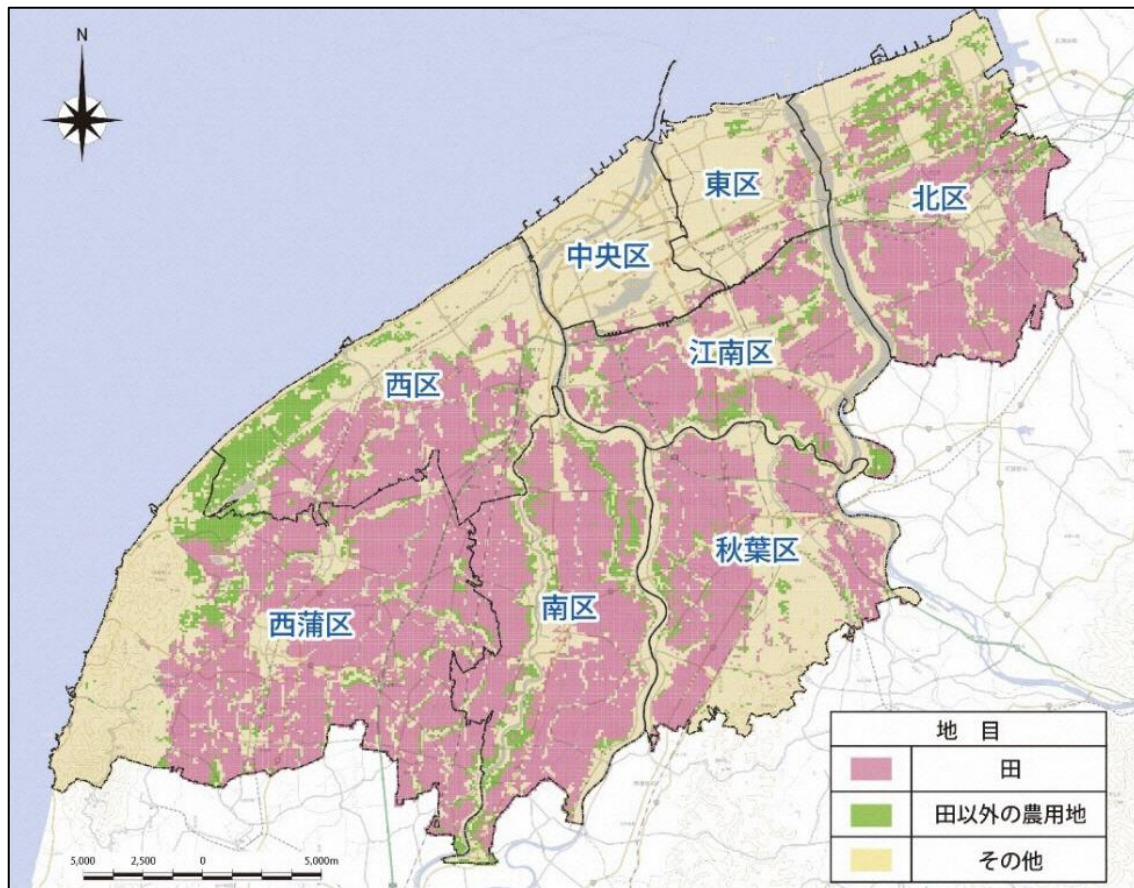 N
東区
北区
中央区
江南区
西区
秋葉区
南区
西蒲区
地 目
田
田以外の農用地
その他
5,000 2,500 0 5,000m